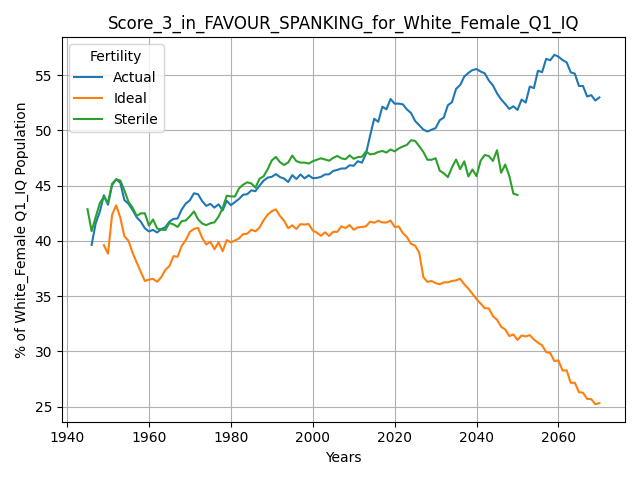 Score_3_in_FAVOUR_SPANKING_for_White_Female_Q1_IQ
Fertility
Actual
Ideal
Sterile
% of White_Female Q1_IQ Population
55
50
45
40
35
30
25
1940 1960 1980 2000 2020 2040 2060
Years